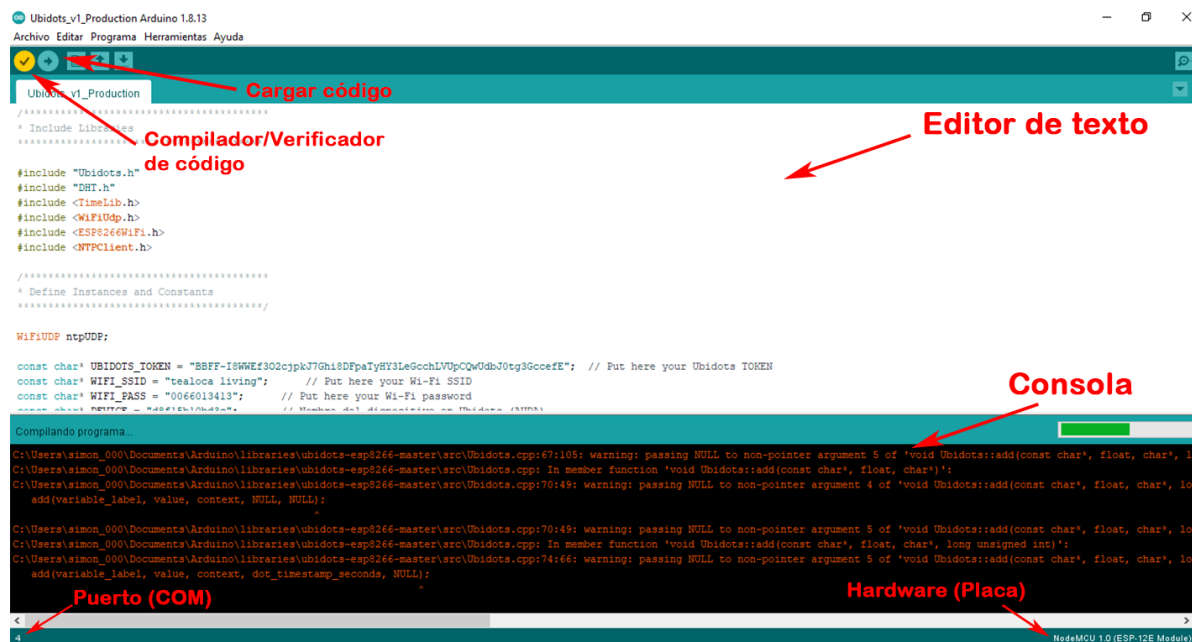 Ubidots_v1_Production Arduino 1.8.13
Archivo Editar Programa Herramientas Ayuda
Cargar código
Ubidots_v1_Production
/***************************************
* Include Libraries
Compilador/Verificador
de código
Editor de texto
#include "Ubidots.h"
#include "DHT.h"
#include <TimeLib.h>
#include <WiFiUdp.h>
#include <ESP8266WiFi.h>
#include <NTPClient.h>
/***************************************
* Define Instances and Constants
***************************************/
WiFiUDP ntpUDP;
const char* UBIDOTS_TOKEN = "BBFF-I8WWEf3O2cjpkJ7Ghi8DFpaTyHY3LeGcchLVUpCQwUdbJ0tg3GccefE"; // Put here your Ubidots TOKEN
const char* WIFI_SSID = "tealoca living"; // Put here your Wi-Fi SSID
const char* WIFI_PASS = "0066013413"; // Put here your Wi-Fi password
Consola
Compilando programa...
C:\Users\simon_000\Documents\Arduino\libraries\ubidots-esp8266-master\src\Ubidots.cpp:67:105: warning: passing NULL to non-pointer argument 5 of 'void Ubidots::add(const char*, float, char*,
C:\Users\simon_000\Documents\Arduino\libraries\ubidots-esp8266-master\src\Ubidots.cpp: In member function 'void Ubidots::add(const char*, float, char*)':
C:\Users\simon_000\Documents\Arduino\libraries\ubidots-esp8266-master\src\Ubidots.cpp:70:49: warning: passing NULL to non-pointer argument 4 of 'void Ubidots::add(const char*, float, char*, lo
add(variable_label, value, context, NULL, NULL);
^
C:\Users\simon_000\Documents\Arduino\libraries\ubidots-esp8266-master\src\Ubidots.cpp:70:49: warning: passing NULL to non-pointer argument 5 of 'void Ubidots::add(const char*, float, char*, lo
C:\Users\simon_000\Documents\Arduino\libraries\ubidots-esp8266-master\src\Ubidots.cpp: In member function 'void Ubidots::add(const char*, float, char*, long unsigned int)':
C:\Users\simon_000\Documents\Arduino\libraries\ubidots-esp8266-master\src\Ubidots.cpp:74:66: warning: passing NULL to non-pointer argument 5 of 'void Ubidots::add(const char*, float, char*, lo
add(variable_label, value, context, dot_timestamp_seconds, NULL);
^
Puerto (COM)
Hardware (Placa)
4
NodeMCU 1.0 (ESP-12E Module)